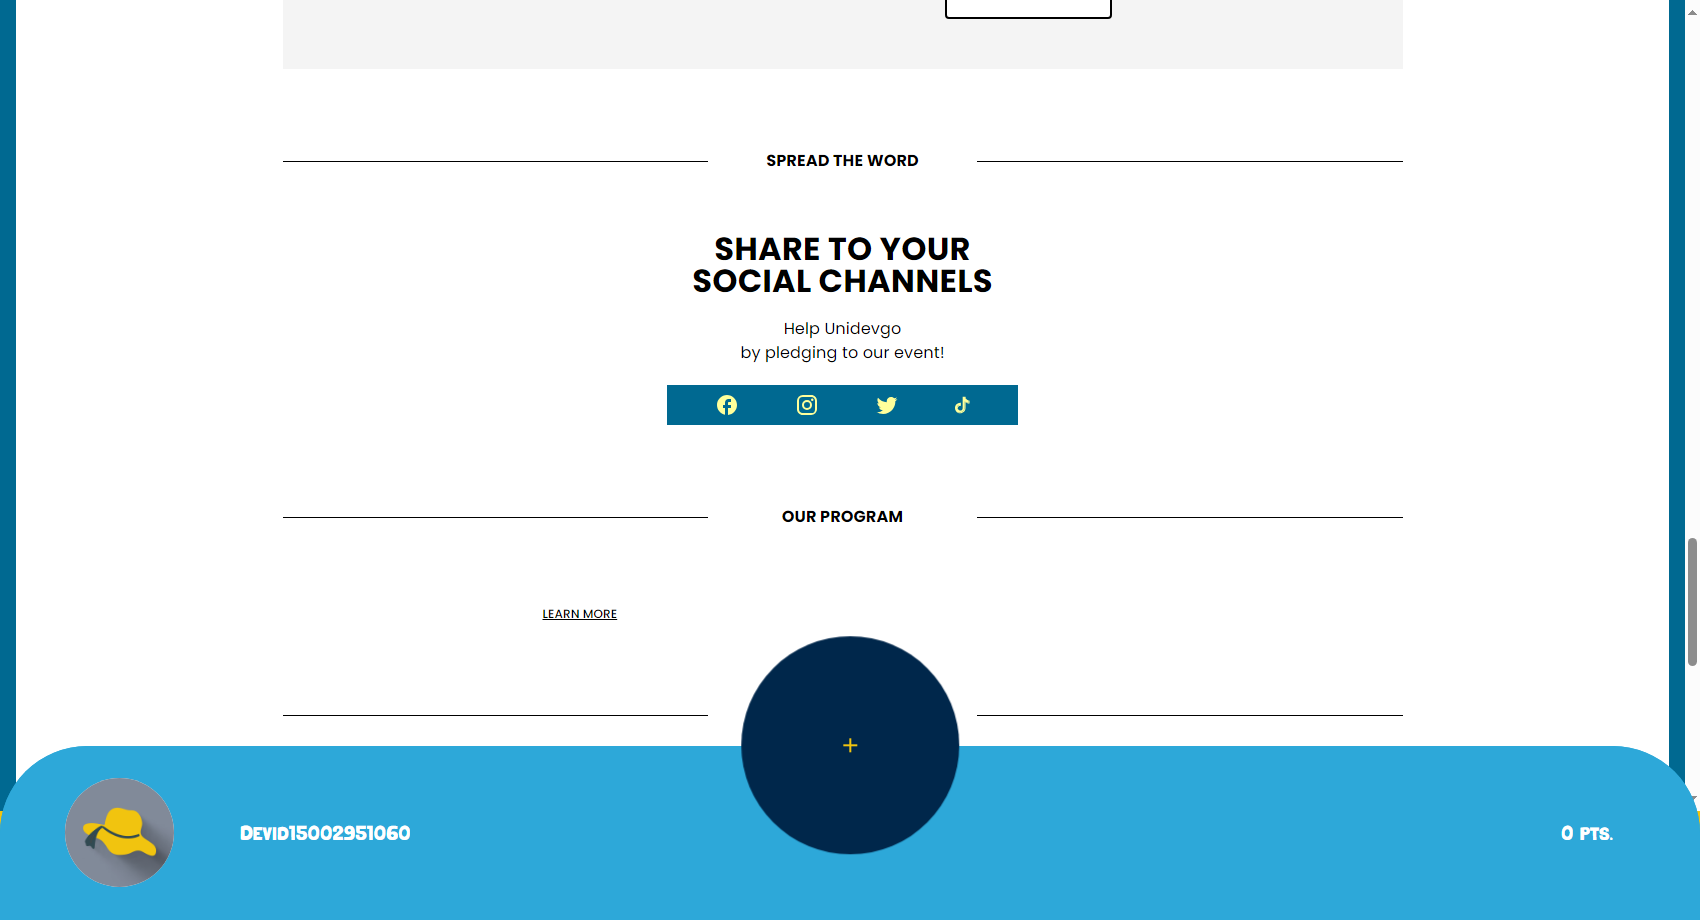 SPREAD THE WORD
SHARE TO YOUR
SOCIAL CHANNELS
Help Unidevgo
by pledging to our event!
OUR PROGRAM
LEARN MORE
+
Devid15002951060
0 PTS.